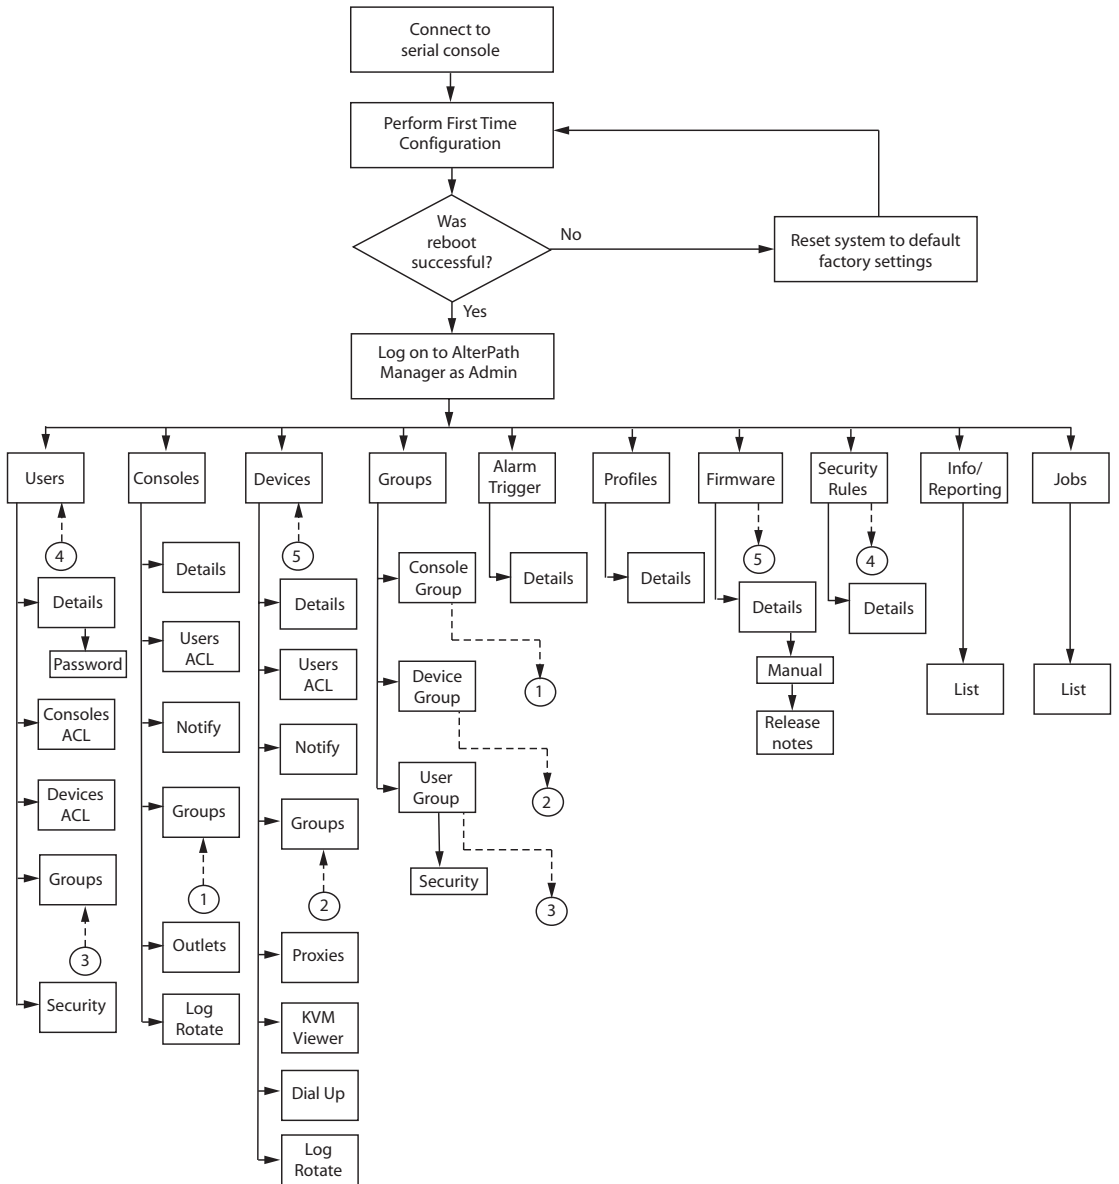 Connect to
serial console
Perform First Time
Configuration
Was
reboot
successful?
No
Reset system to default
factory settings
Yes
Log on to AlterPath
Manager as Admin
Users
Consoles
Devices
Groups
Alarm
Trigger
Profiles
Firmware
Security
Rules
Info/
Reporting
Jobs
4
Details
Password
Consoles
ACL
Devices
ACL
Groups
3
Security
Details
Users
ACL
Notify
Groups
1
Outlets
Log
Rotate
5
Details
Users
ACL
Notify
Groups
2
Proxies
KVM
Viewer
Dial Up
Log
Rotate
Console
Group
1
Device
Group
2
User
Group
Security
3
Details
Details
5
Details
Manual
Release
notes
4
Details
List
List